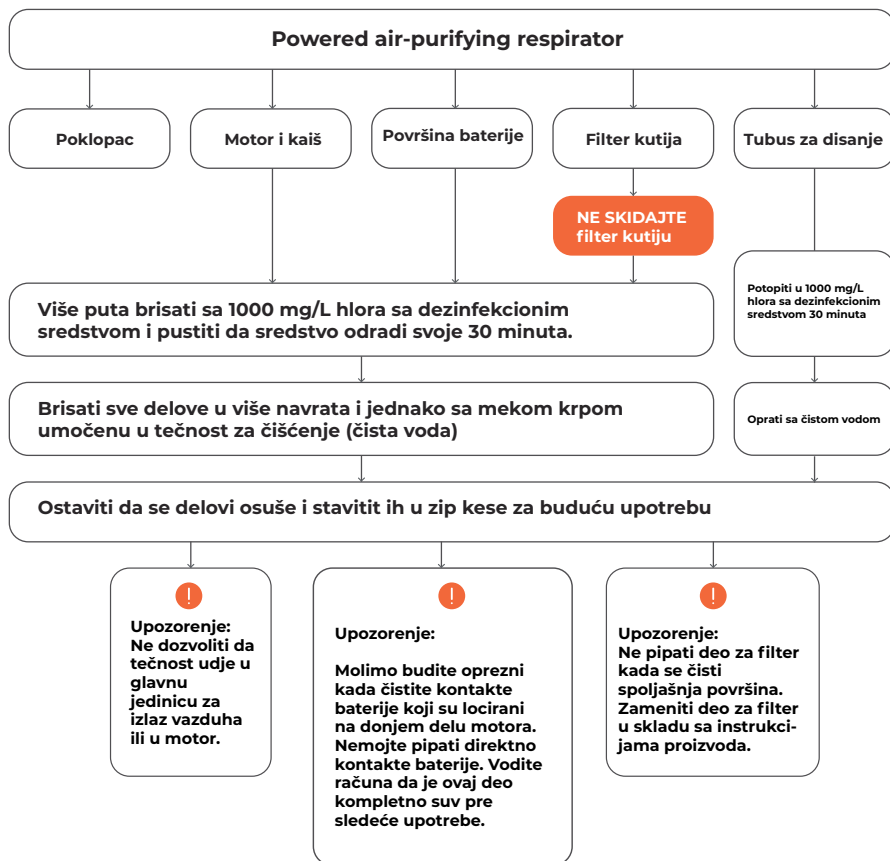 Powered air-purifying respirator
Poklopac
Motor i kaiš
Površina baterije
Filter kutija
Tubus za disanje
NE SKIDAJTE
filter kutiju
Više puta brisati sa 1000 mg/L hlora sa dezinfekcionim
sredstvom i pustiti da sredstvo odradi svoje 30 minuta.
Potopiti u 1000 mg/L
hlora sa dezinfekcionim
sredstvom 30 minuta
Brisati sve delove u više navrata i jednako sa mekom krpom
umočenu u tečnost za čišćenje (čista voda)
Oprati sa čistom vodom
Ostaviti da se delovi osuše i stavitit ih u zip kese za buduću upotrebu
!
Upozorenje:
Ne dozvoliti da
tečnost udje u
glavnu
jedinicu za
izlaz vazduha
ili u motor.
!
Upozorenje:
Molimo budite oprezni
kada čistite kontakte
baterije koji su locirani
na donjem delu motora.
Nemojte pipati direktno
kontakte baterije. Vodite
računa da je ovaj deo
kompletno suv pre
sledeće upotrebe.
!
Upozorenje:
Ne pipati deo za filter
kada se čisti
spoljašnja površina.
Zameniti deo za filter
u skladu sa instrukci-
jama proizvoda.